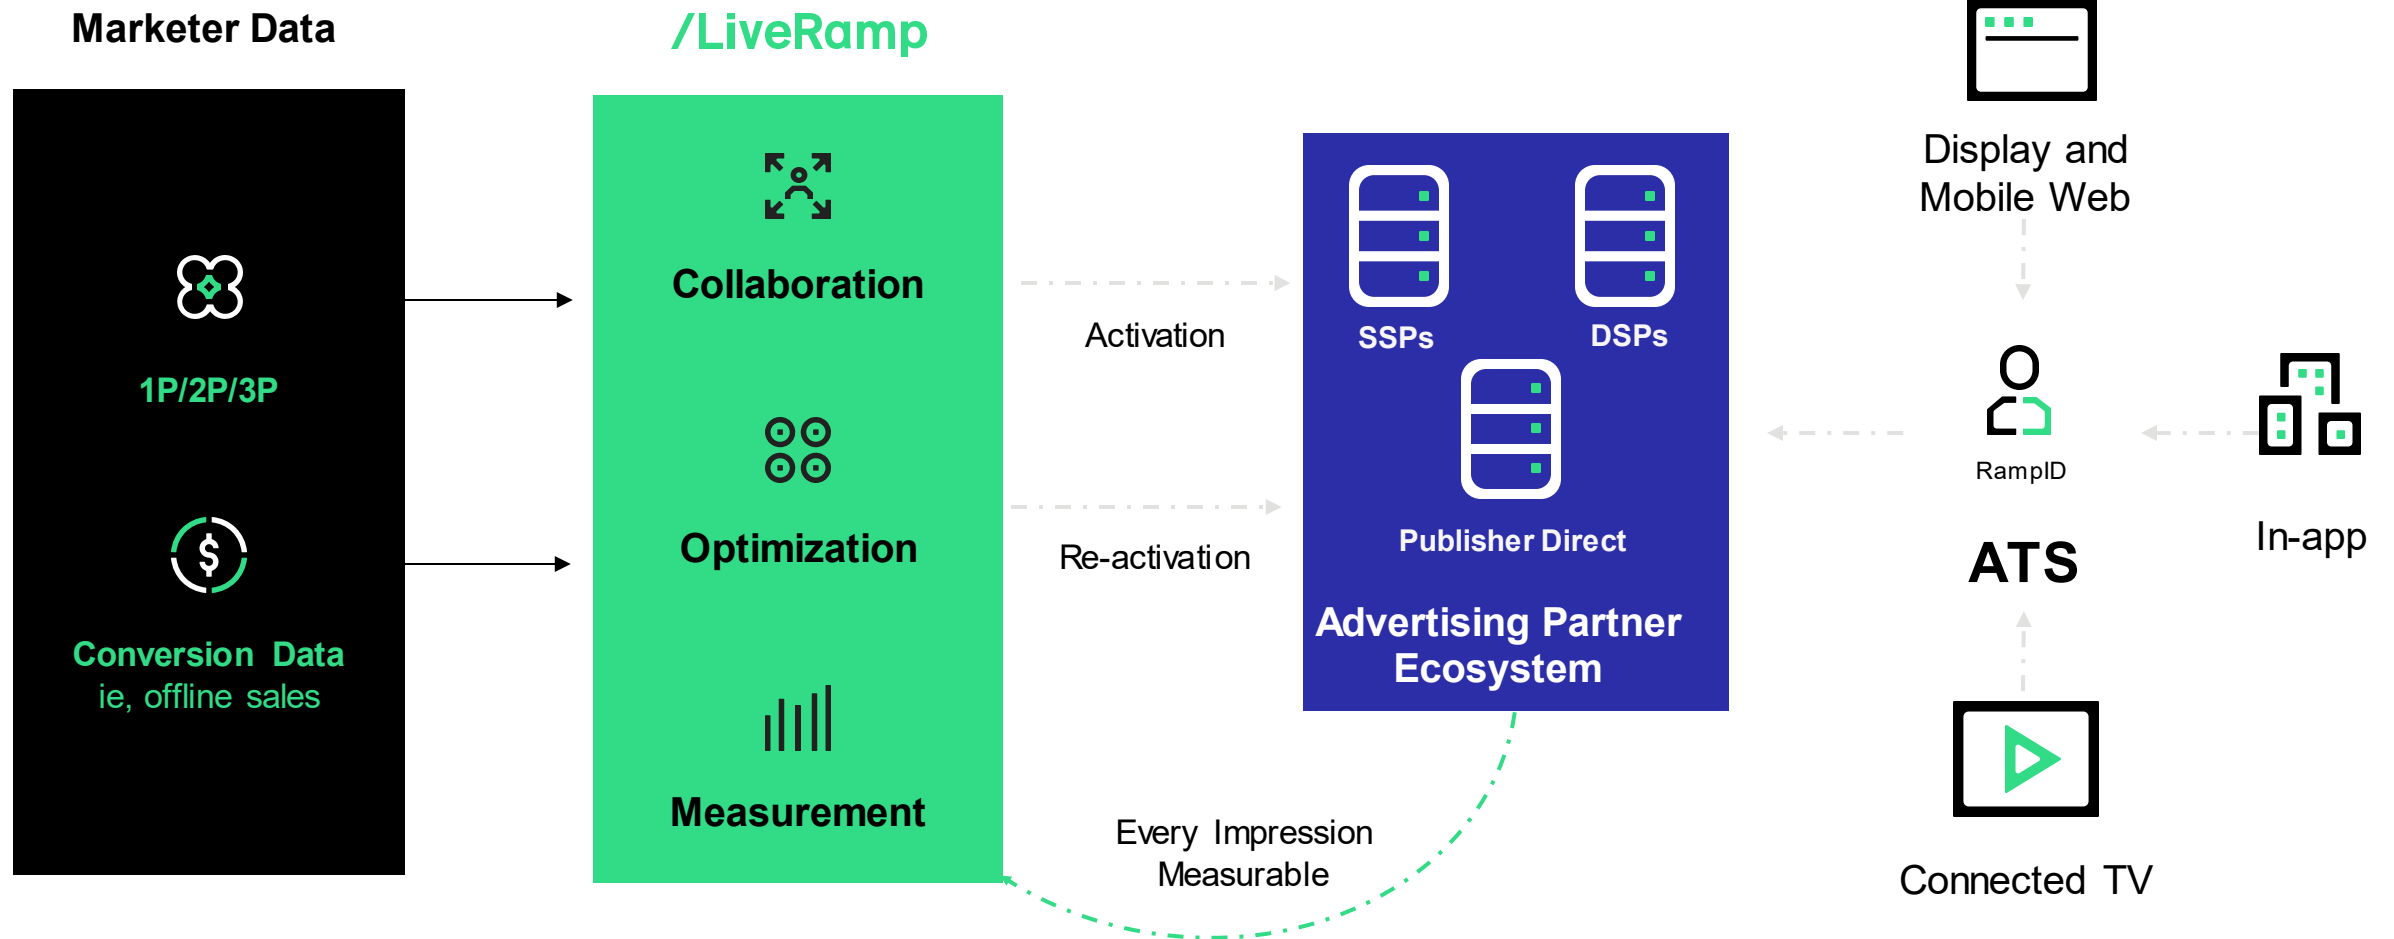 Marketer Data
1P/2P/3P
Conversion Data
ie, offline sales
/LiveRamp
Collaboration
Optimization
Measurement
Activation
Re-activation
Every Impression
Measurable
SSPs
DSPs
Publisher Direct
Advertising Partner
Ecosystem
Display and
Mobile Web
RampID
ATS
In-app
Connected TV